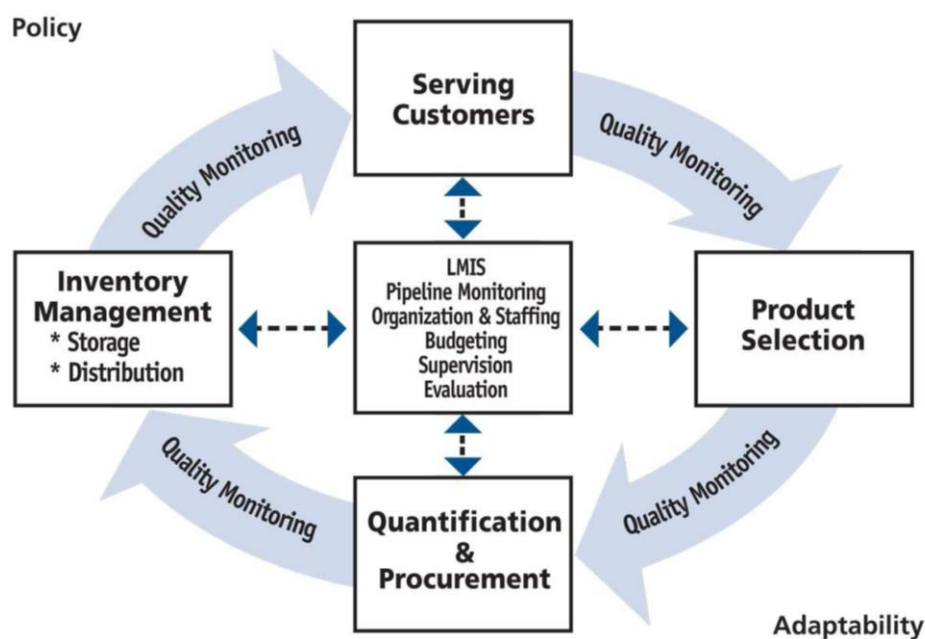 Policy
Serving
Customers
Quality Monitoring
Quality Monitoring
Inventory
Management
* Storage
* Distribution
LMIS
Pipeline Monitoring
Organization & Staffing
Budgeting
Supervision
Evaluation
Product
Selection
Quality Monitoring
Quality Monitoring
Quantification
&
Procurement
Adaptability